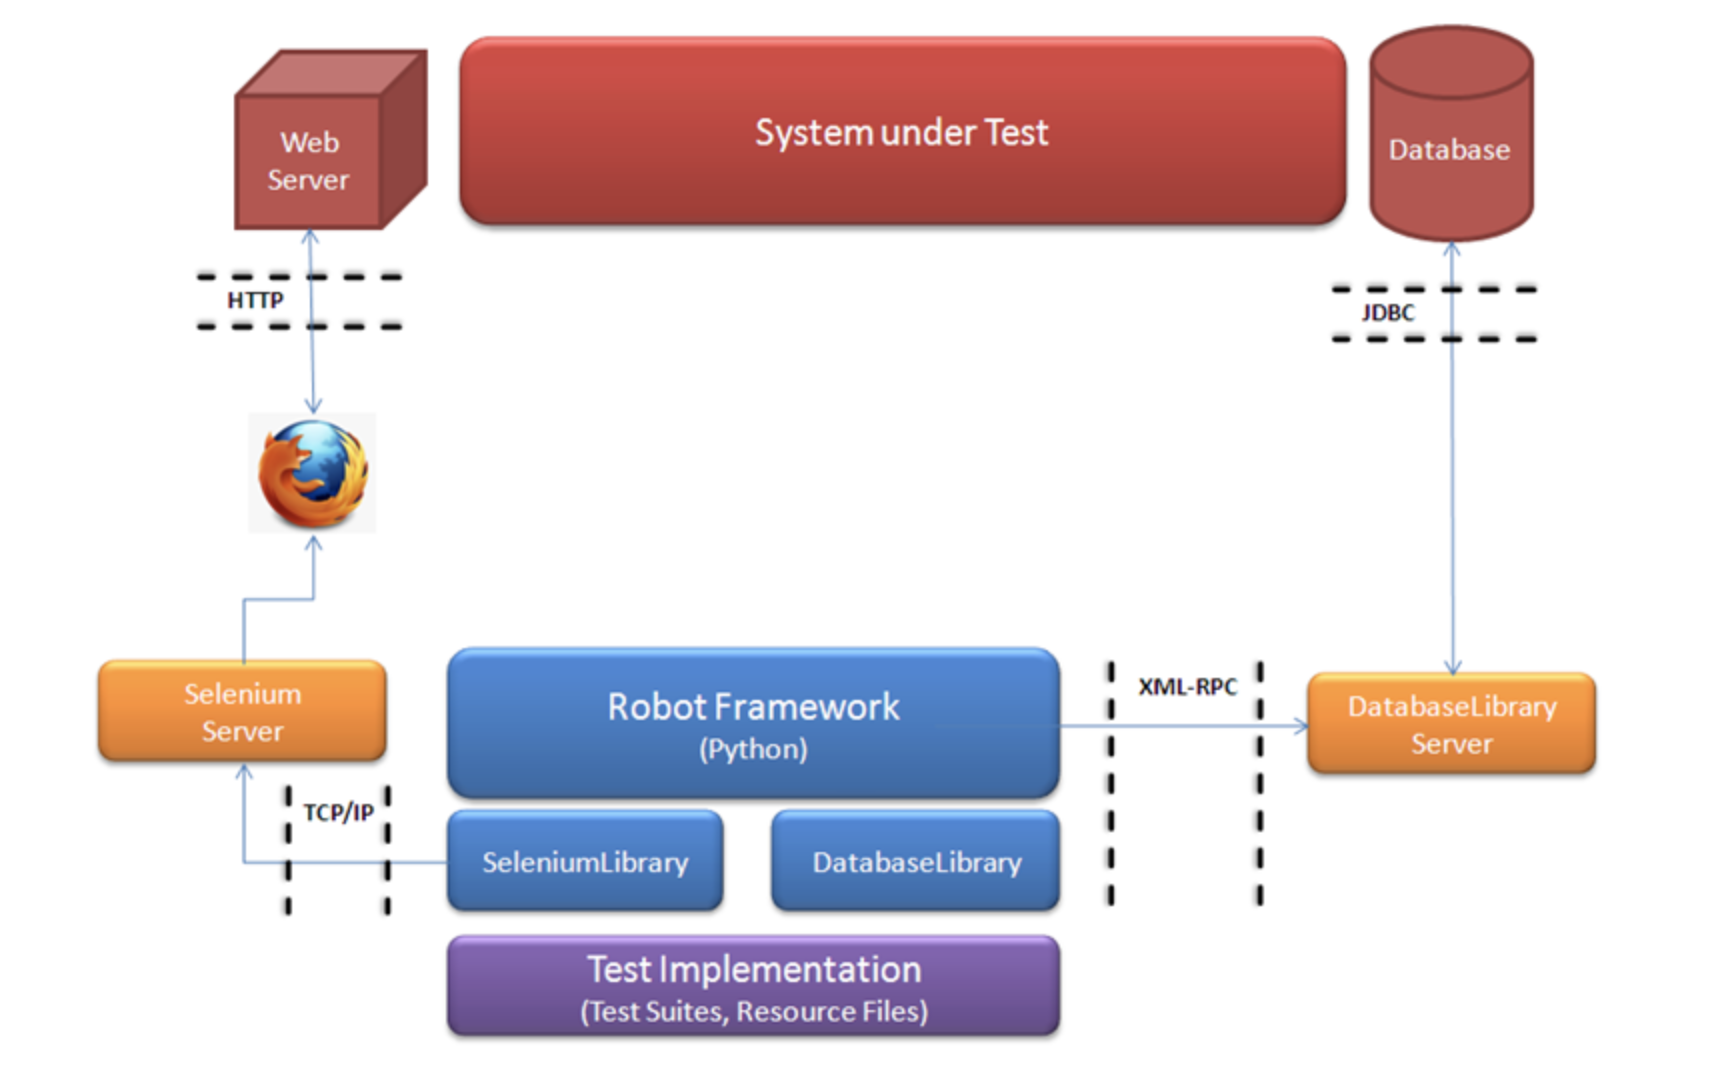 Web
Server
System under Test
Database
HTTP
JDBC
Selenium
Server
Robot Framework
(Python)
XML-RPC
DatabaseLibrary
Server
TCP/IP
SeleniumLibrary
DatabaseLibrary
Test Implementation
(Test Suites, Resource Files)